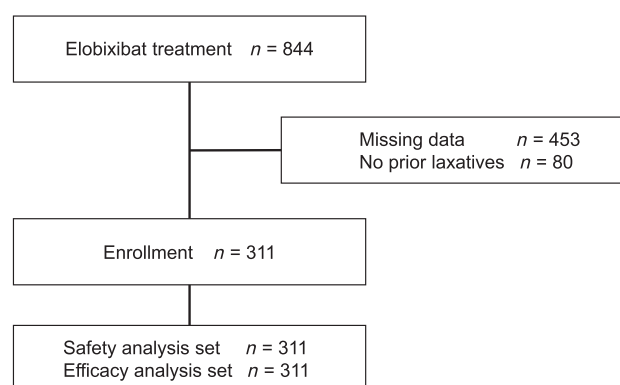 Elobixibat treatment n = 844
Missing data n = 453
No prior laxatives n = 80
Enrollment n = 311
Safety analysis set n = 311
Efficacy analysis set n = 311